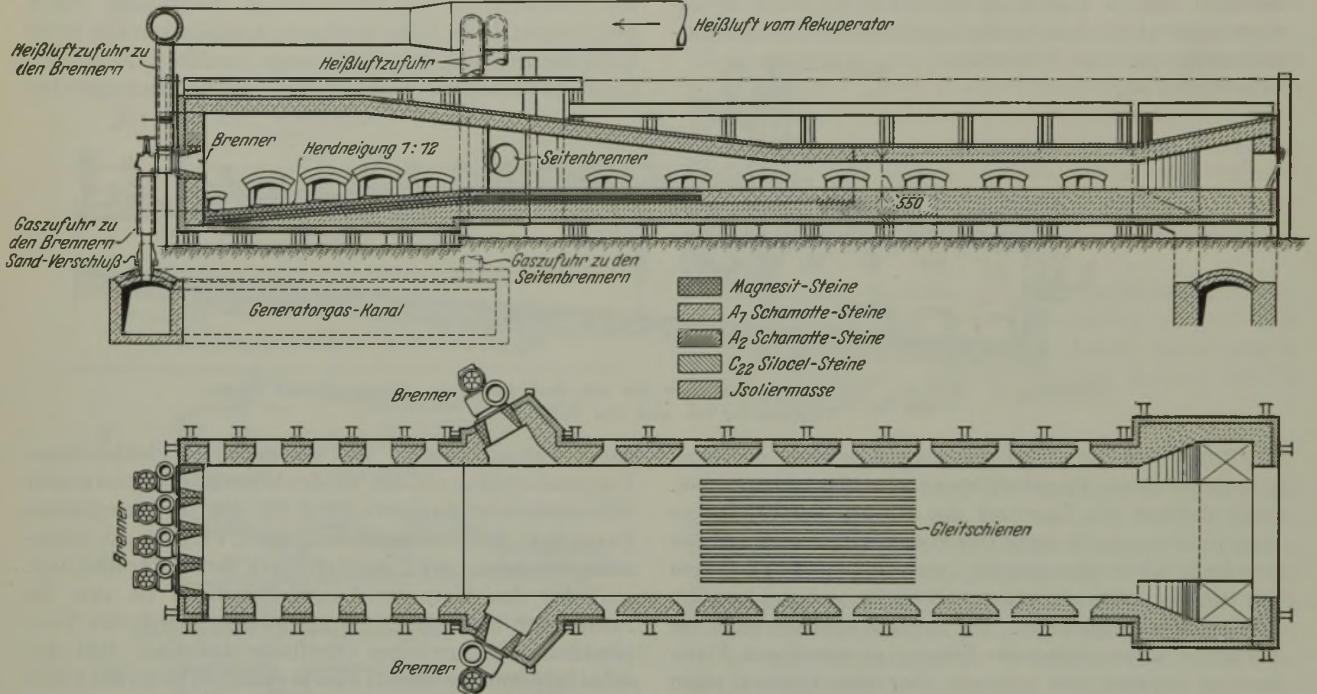 Heißluft vom Rekuperator
Heißluftzufuhr zu
den Brennern
Heißluftzufuhr
Brenner
Herdneigung 1:12
Seitenbrenner
550
Gaszufuhr zu
den Brennern
Sand-Verschluß
Gaszufuhr zu den
Seitenbrennern
Generatorgas-Kanal
Magnesit-Steine
A1 Schamotte-Steine
A2 Schamotte-Steine
C22 Silocel-Steine
Jsoliermasse
Brenner
Brenner
Gleitschienen
Brenner